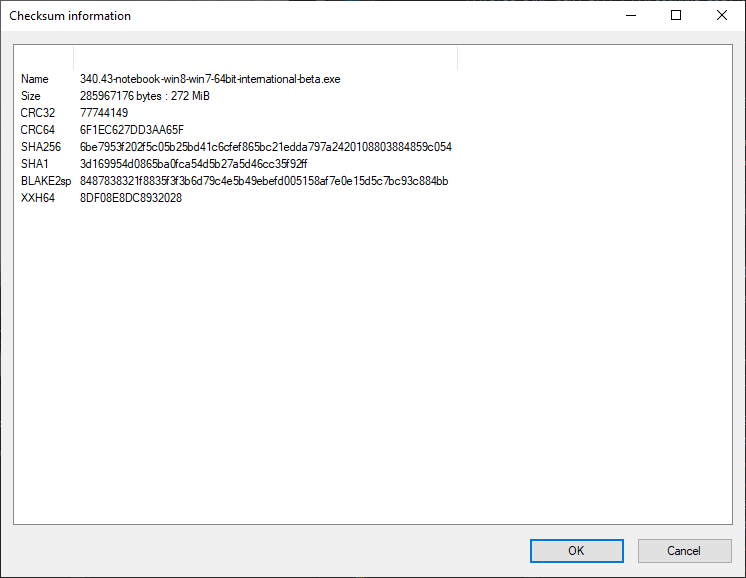 Checksum information
Name 340.43-notebook-win8-win7-64bit-international-beta.exe
Size 285967176 bytes : 272 MiB
CRC32 77744149
CRC64 6F1EC627DD3AA65F
SHA256 6be7953f202f5c05b25bd41c6cfef865bc21edda797a2420108803884859c054
SHA1 3d169954d0865ba0fca54d5b27a5d46cc35f92ff
BLAKE2sp 8487838321f8835f3f3b6d79c4e5b49ebefd005158af7e0e15d5c7bc93c884bb
XXH64 8DF08E8DC8932028
OK Cancel